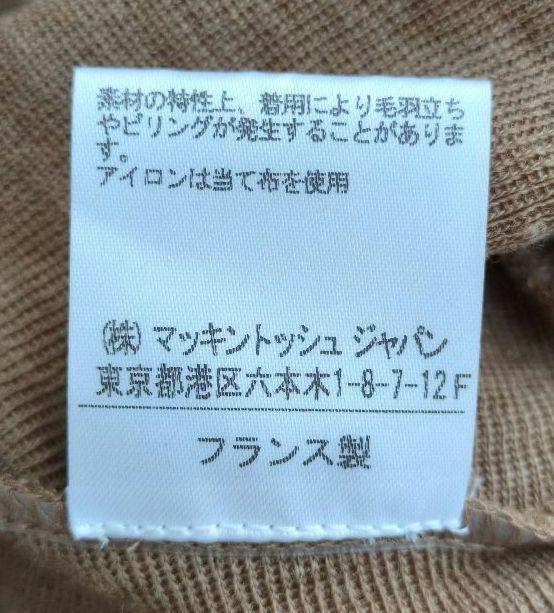 素材の特性上、着用により毛羽立ち
やピリングが発生することがありま
す。
アイロンは当て布を使用
(株) マッキントッシュ ジャパン
東京都港区六本木1-8-7-12F
フランス製